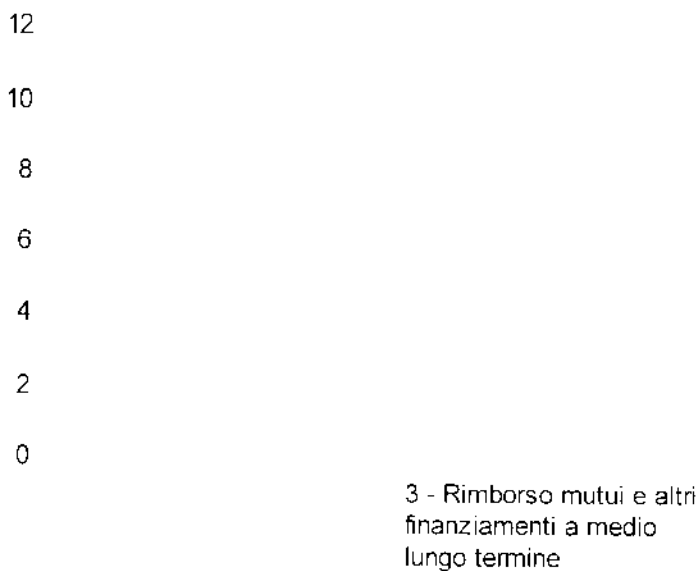 12
10
8
6
4
2
0
3 - Rimborso mutui e altri
finanziamenti a medio
lungo termine